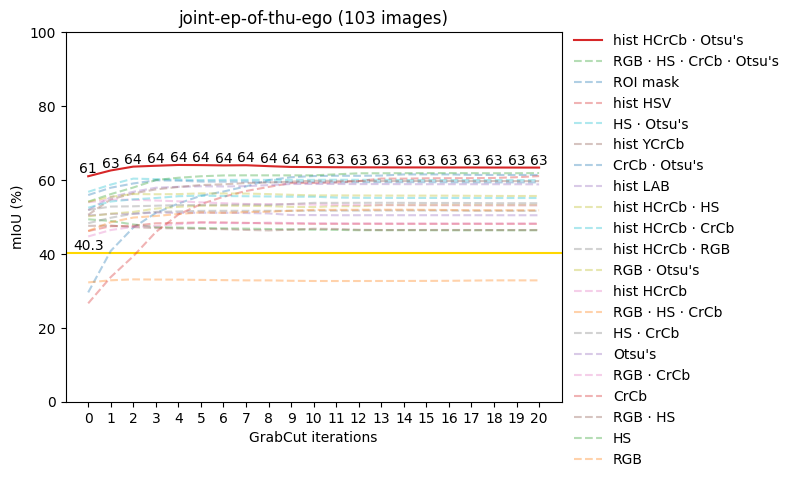 joint-ep-of-thu-ego (103 images)
100
80
60
40
20
0
mIoU (%)
61 63 64 64 64 64 64 64 64 63 63 63 63 63 63 63 63 63 63 63 63
40.3
0 1 2 3 4 5 6 7 8 9 10 11 12 13 14 15 16 17 18 19 20
GrabCut iterations
hist HCrCb · Otsu's
RGB · HS · CrCb · Otsu's
ROI mask
hist HSV
HS · Otsu's
hist YCrCb
CrCb · Otsu's
hist LAB
hist HCrCb · HS
hist HCrCb · CrCb
hist HCrCb · RGB
RGB · Otsu's
hist HCrCb
RGB · HS · CrCb
HS · CrCb
Otsu's
RGB · CrCb
CrCb
RGB · HS
HS
RGB